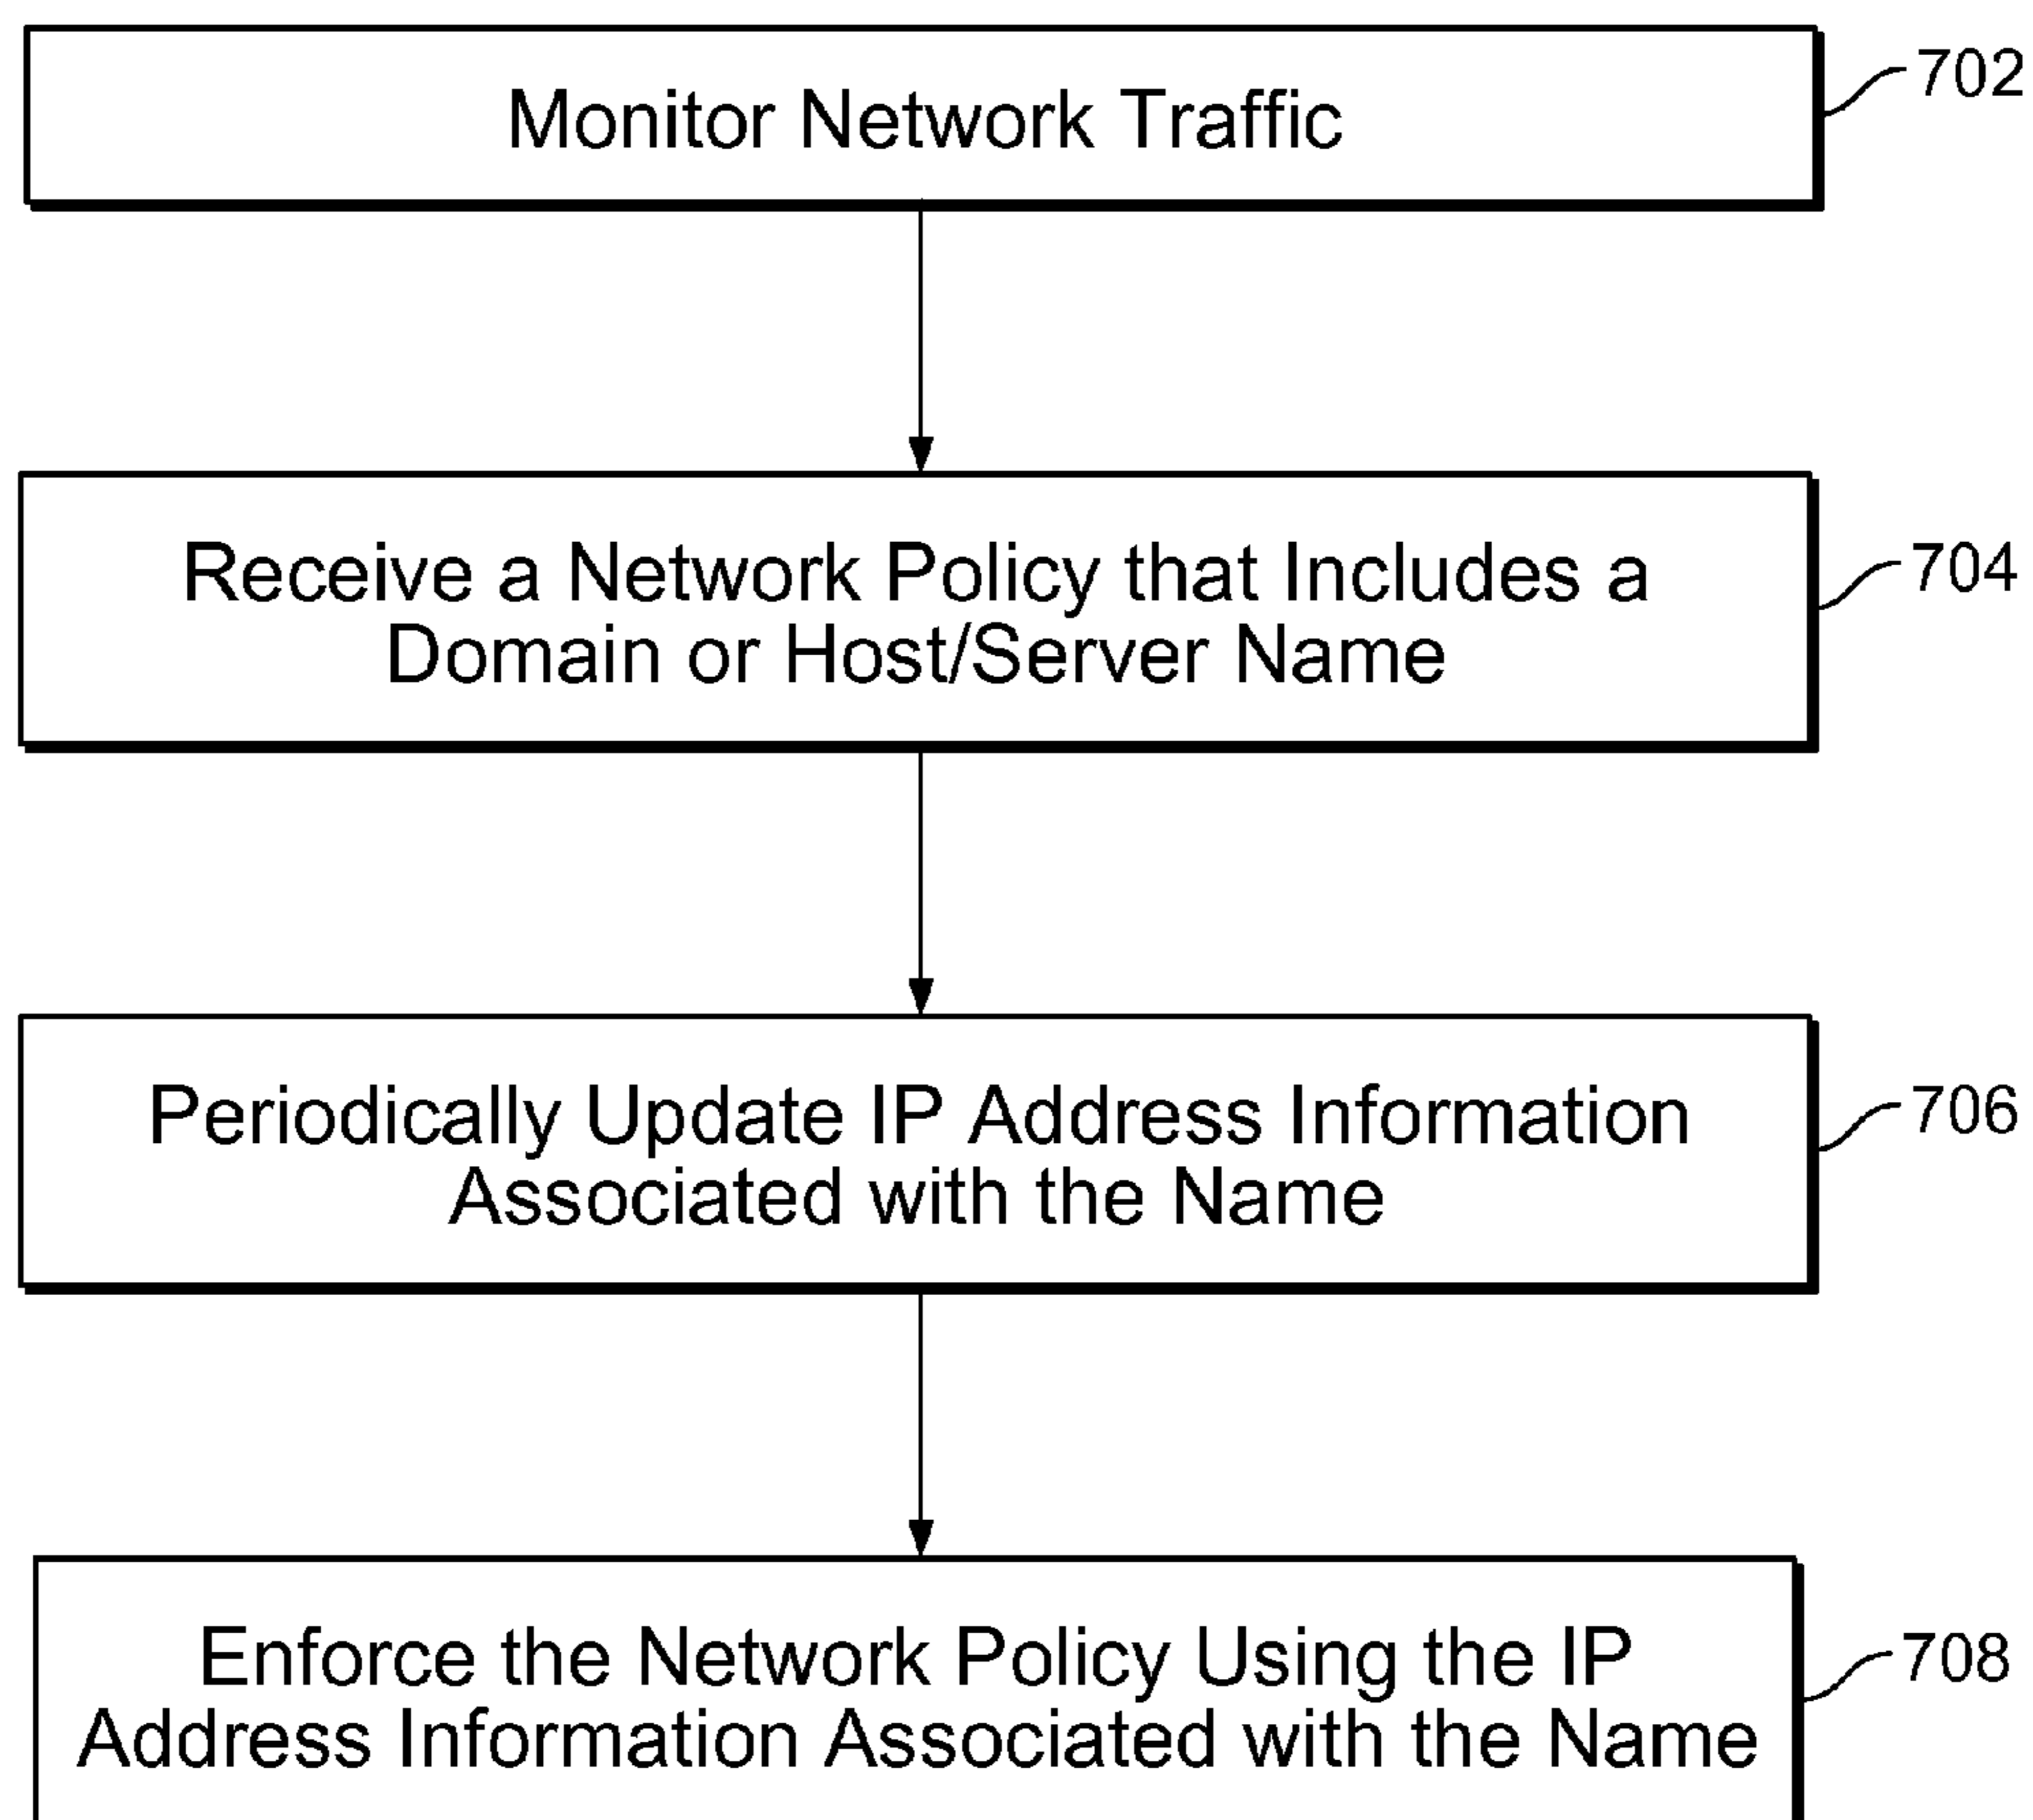 Monitor Network Traffic
702
Receive a Network Policy that Includes a
Domain or Host/Server Name
704
Periodically Update IP Address Information
Associated with the Name
706
Enforce the Network Policy Using the IP
Address Information Associated with the Name
708